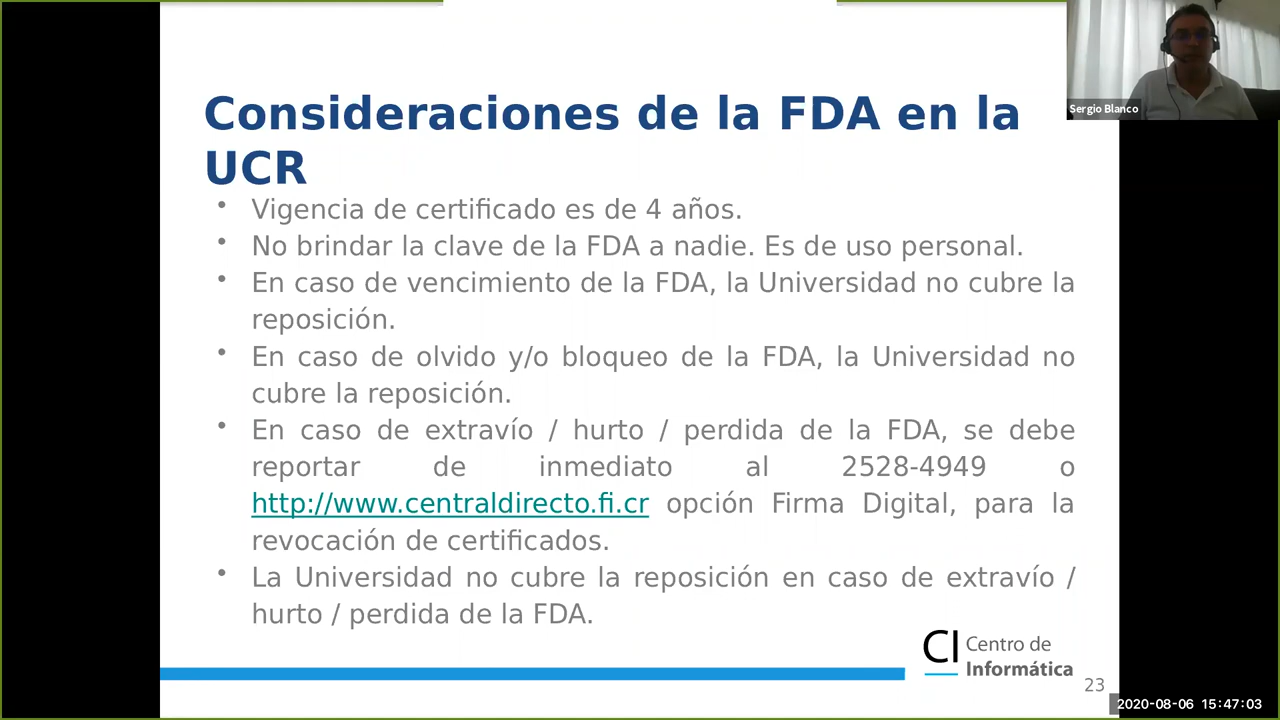 Sergio Blanco
Consideraciones de la FDA en la
UCR
• Vigencia de certificado es de 4 años.
• No brindar la clave de la FDA a nadie. Es de uso personal.
• En caso de vencimiento de la FDA, la Universidad no cubre la
reposición.
• En caso de olvido y/o bloqueo de la FDA, la Universidad no
cubre la reposición.
• En caso de extravío / hurto / perdida de la FDA, se debe
reportar de inmediato al 2528-4949 o
http://www.centraldirecto.fi.cr opción Firma Digital, para la
revocación de certificados.
• La Universidad no cubre la reposición en caso de extravío /
hurto / perdida de la FDA.
CI Centro de
Informática
23
2020-08-06 15:47:03